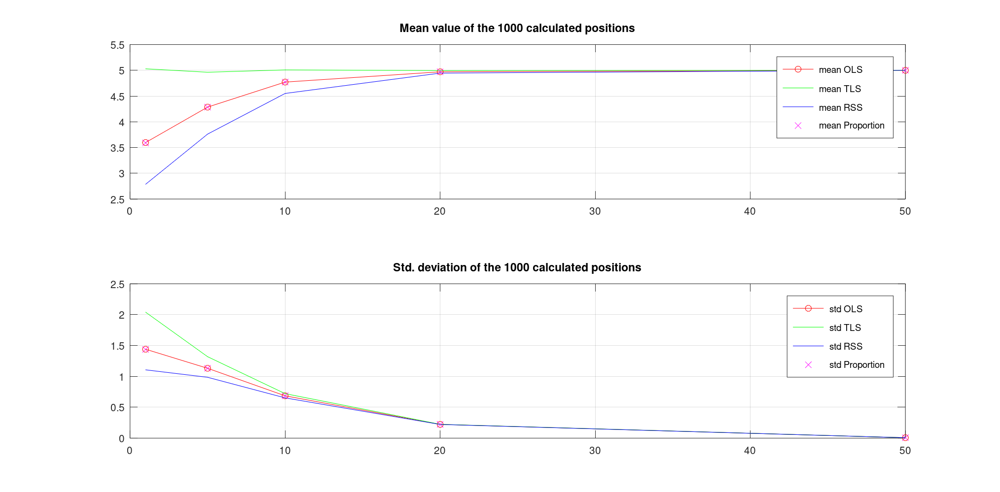 Mean value of the 1000 calculated positions
5.5
5
4.5
4
3.5
3
2.5
0 10 20 30 40 50
mean OLS
mean TLS
mean RSS
mean Proportion
Std. deviation of the 1000 calculated positions
2.5
2
1.5
1
0.5
0
0 10 20 30 40 50
std OLS
std TLS
std RSS
std Proportion